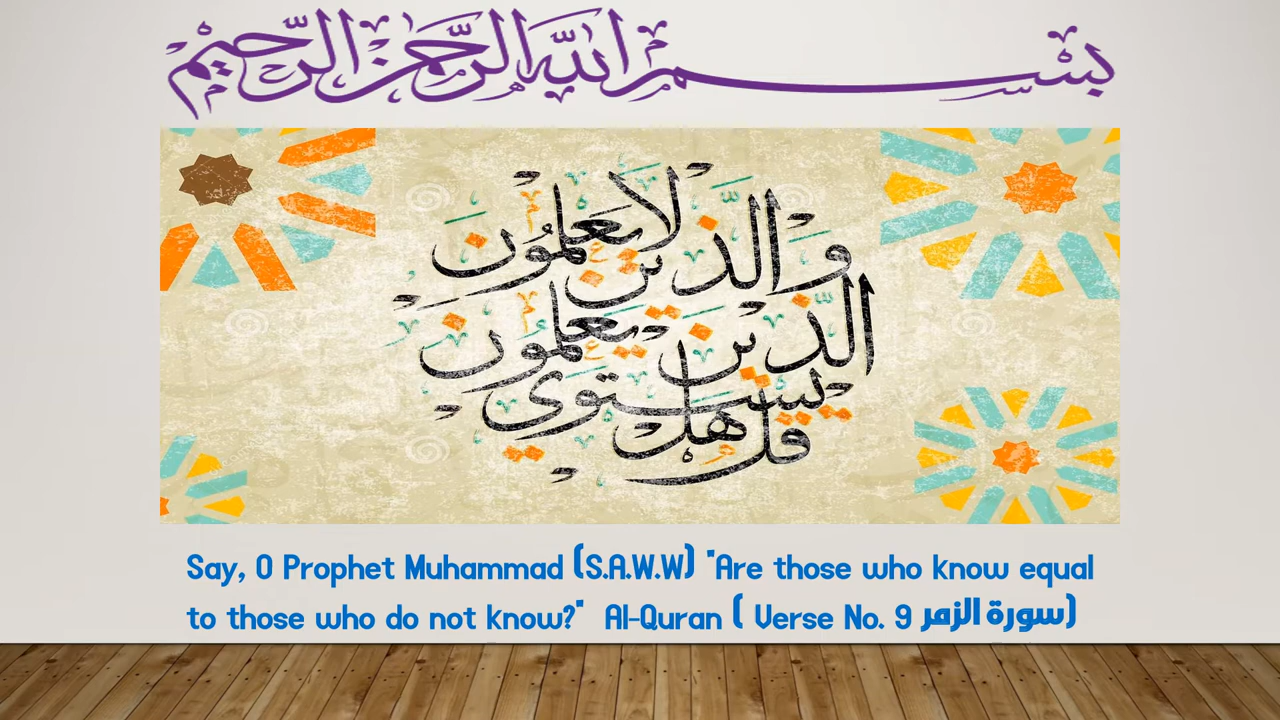 بسم الله الرحمن الرحيم
والذين لا يعلمون
الذين يعلمون
يستوي
قل هل
Say, O Prophet Muhammad (S.A.W.W) "Are those who know equal
to those who do not know?" Al-Quran ( Verse No. 9 سورة الزمر)